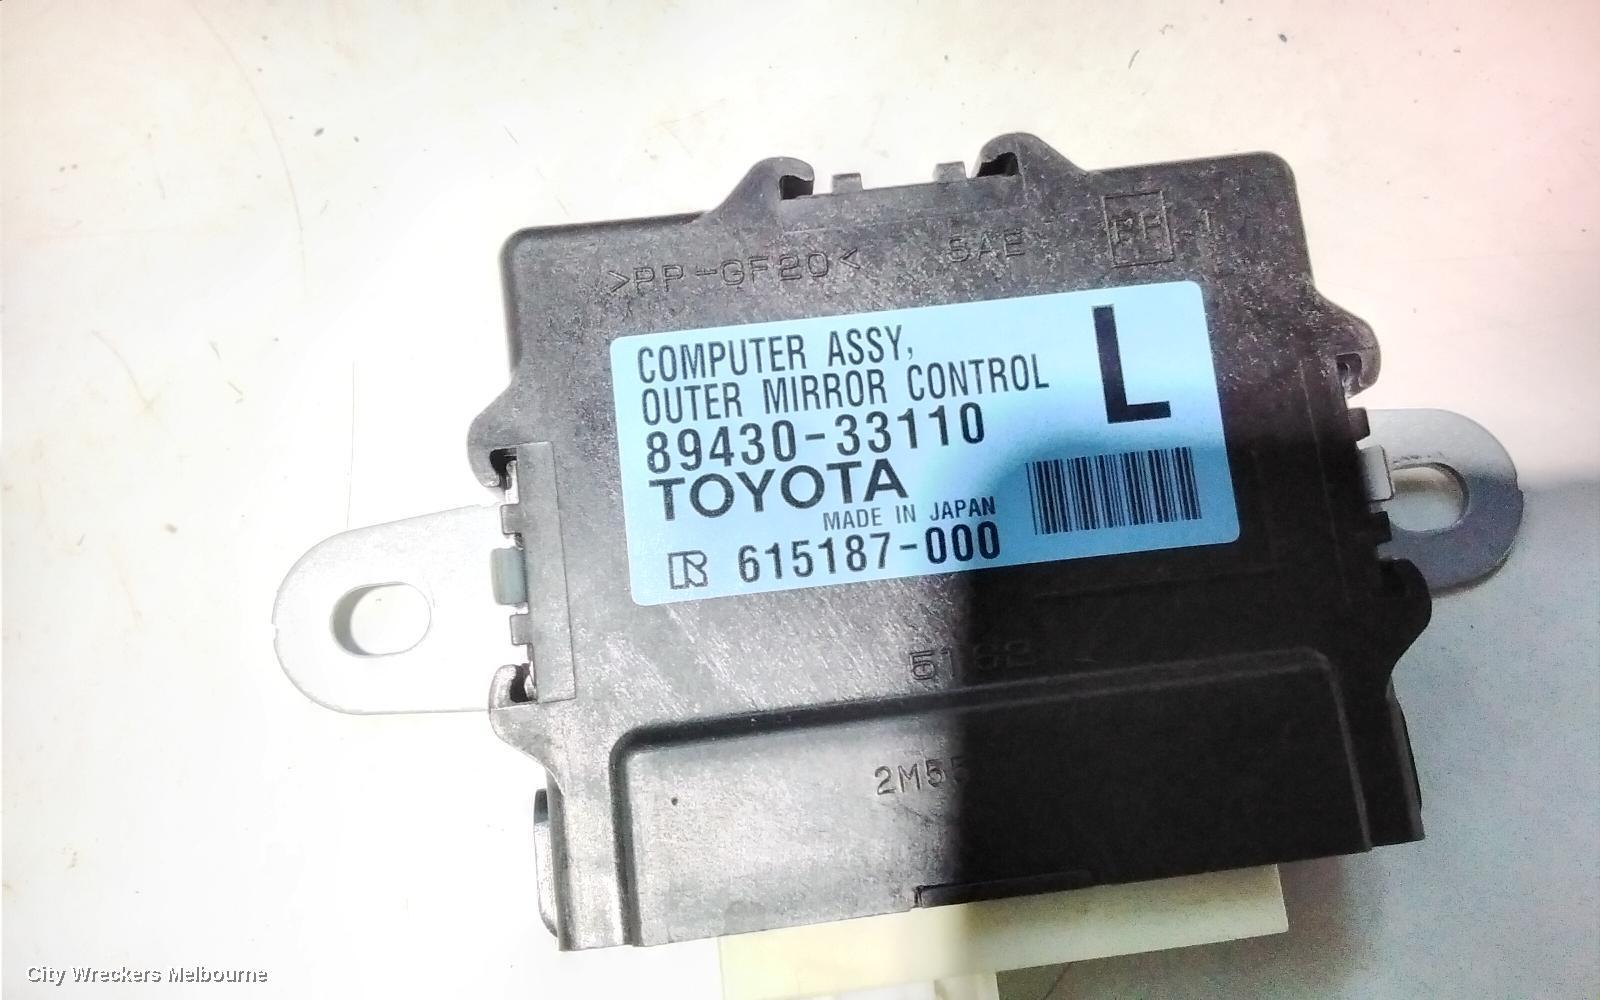 >PP-GF20< SAE
COMPUTER ASSY,
OUTER MIRROR CONTROL
L
89430-33110
TOYOTA
MADE IN JAPAN
R 615187-000
City Wreckers Melbourne